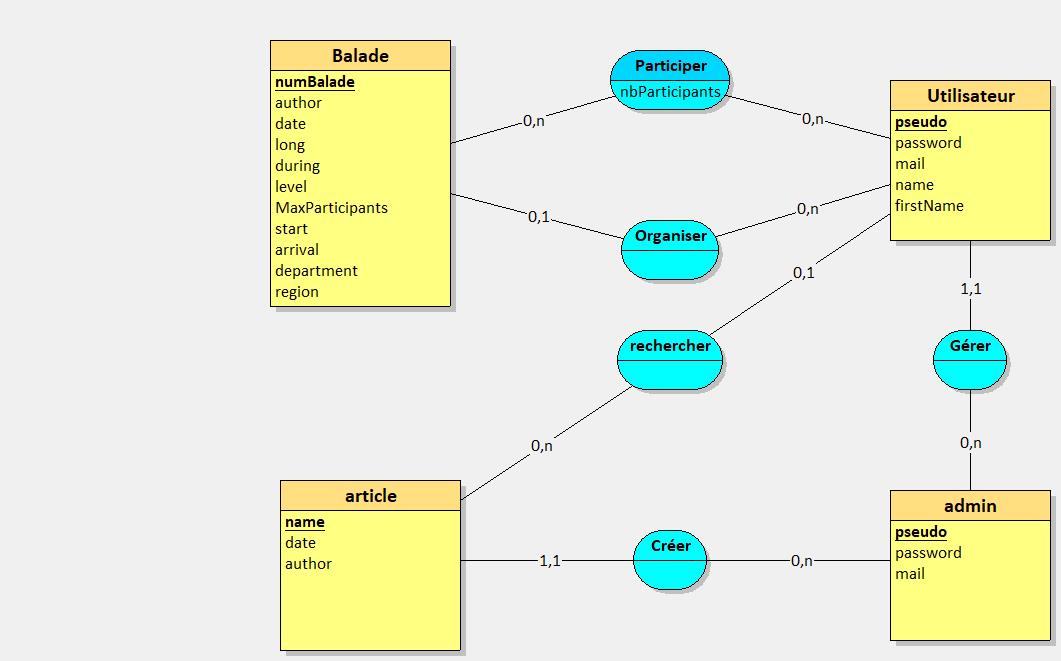 Balade
numBalade
author
date
long
during
level
MaxParticipants
start
arrival
department
region
0,n
Participer
nbParticipants
0,n
Utilisateur
pseudo
password
mail
name
firstName
0,1
Organiser
0,n
0,1
rechercher
0,n
1,1
Gérer
0,n
article
name
date
author
1,1
Créer
0,n
admin
pseudo
password
mail